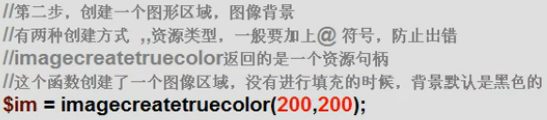 //第二步，创建一个图形区域，图像背景
//有两种创建方式 ,,资源类型，一般要加上@ 符号，防止出错
//imagecreatetruecolor返回的是一个资源句柄
//这个函数创建了一个图像区域，没有进行填充的时候，背景默认是黑色的
$im = imagecreatetruecolor(200,200);